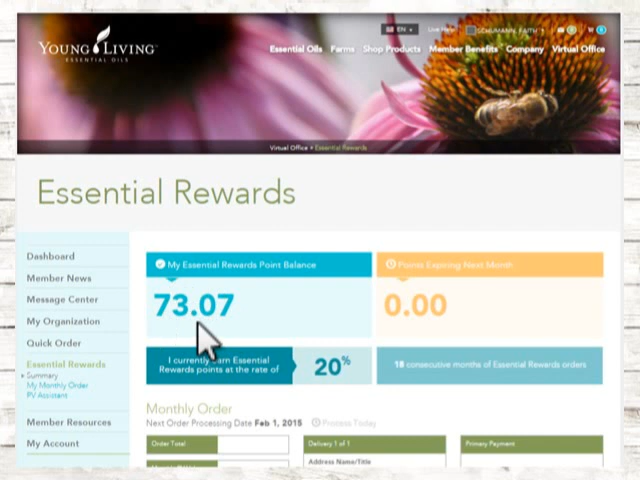 EN
Live Help
SCHUMANN, FAITH
YOUNG LIVING
ESSENTIAL OILS
Essential Oils Farms Shop Products Member Benefits Company Virtual Office
Virtual Office • Essential Rewards
Essential Rewards
Dashboard
Member News
Message Center
My Organization
Quick Order
Essential Rewards
Summary
My Monthly Order
PV Assistant
Member Resources
My Account
My Essential Rewards Point Balance
73.07
Points Expiring Next Month
0.00
I currently earn Essential
Rewards points at the rate of
20%
18 consecutive months of Essential Rewards orders
Monthly Order
Next Order Processing Date Feb 1, 2015 Process Today
Order Total
Delivery 1 of 1
Address Name/Title
Primary Payment